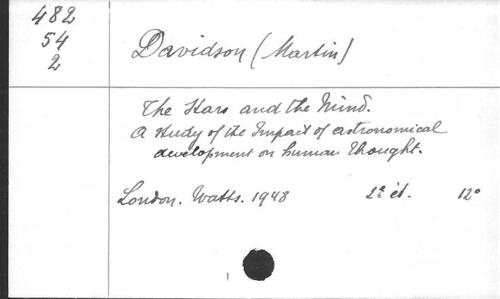 482
54
2
Davidson (Martin)
The Stars and the Mind.
A study of the Impact of astronomical
development on human thought.
London. Watts. 1948 2e éd. 12°
1